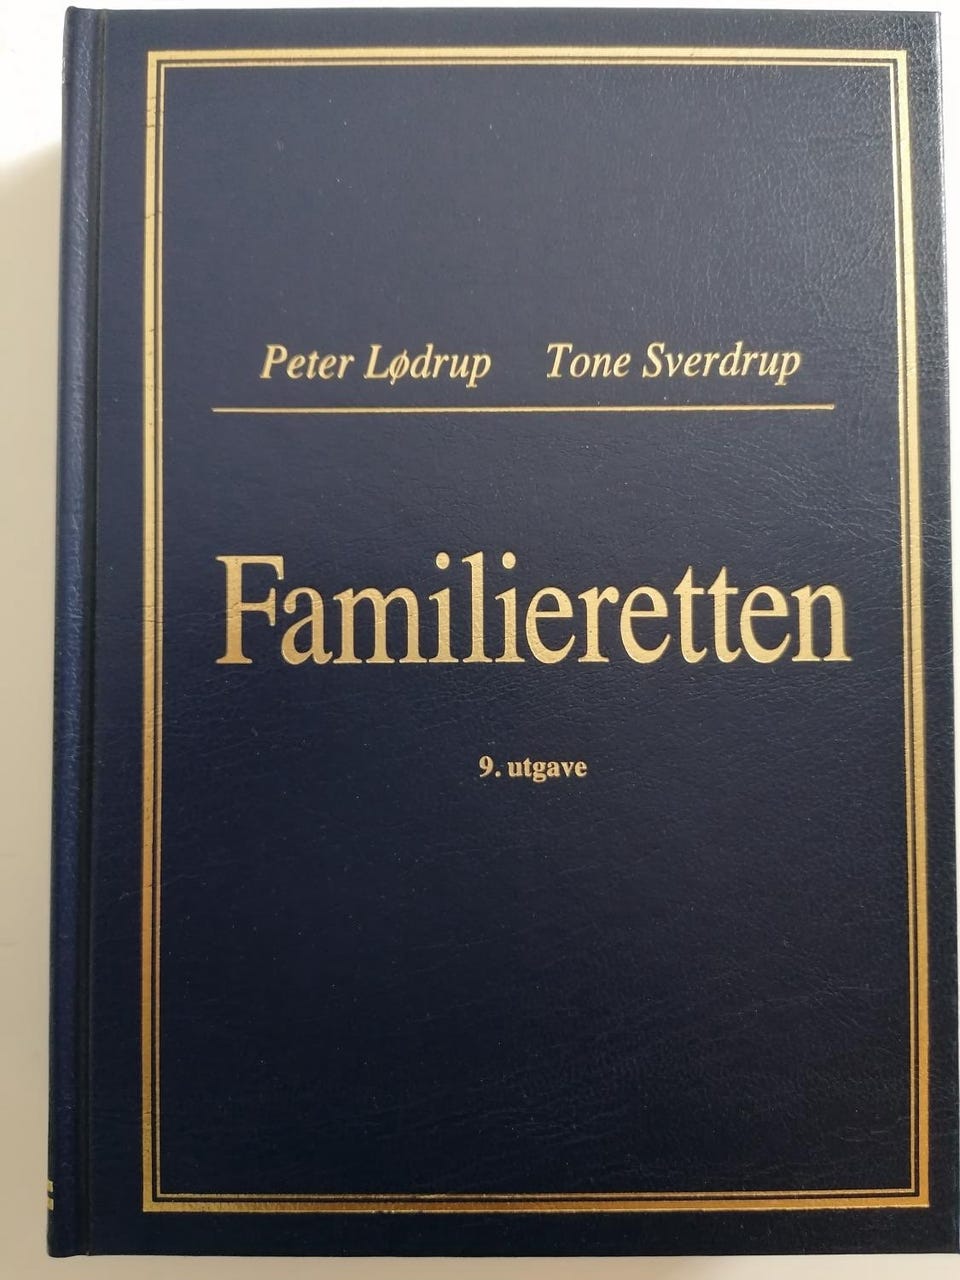 Peter Lødrup Tone Sverdrup
Familieretten
9. utgave